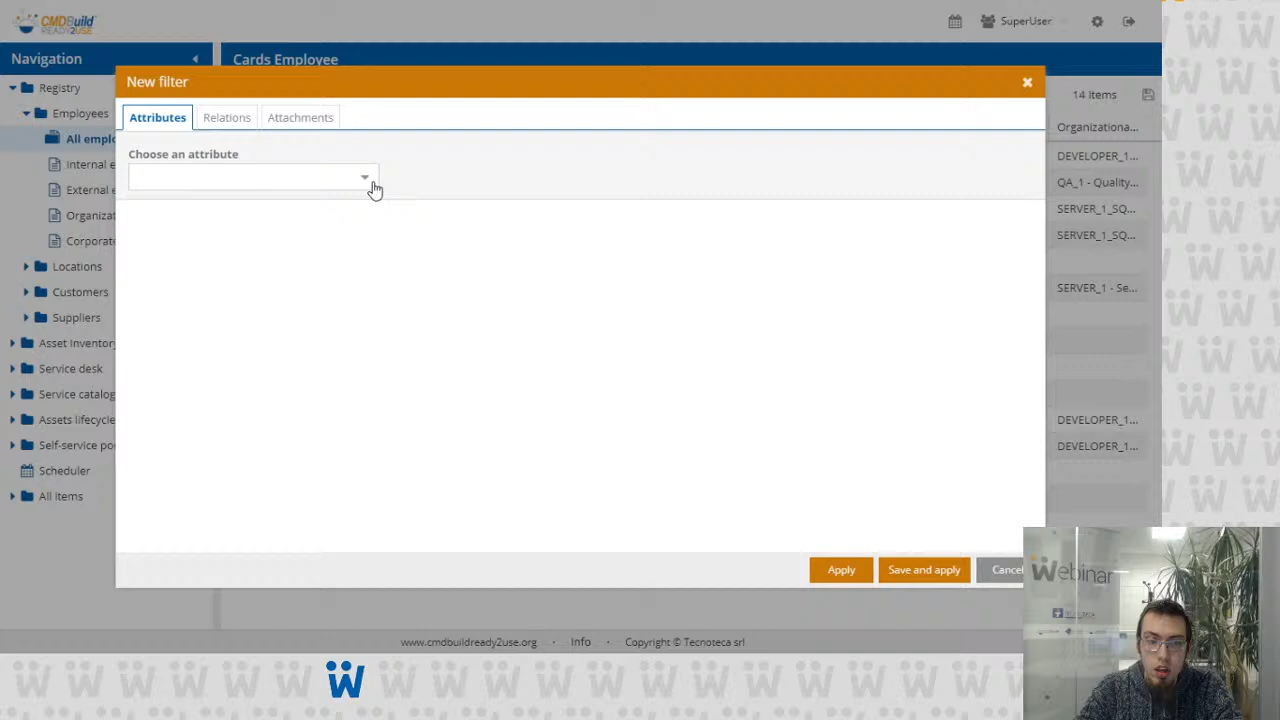 CMDBuild
READY2USE
SuperUser
Navigation
Cards Employee
New filter
Registry
14 Items
Employees
Attributes
Relations
Attachments
Organizationa...
All emplo
Choose an attribute
DEVELOPER_1...
Internal e
QA_1 - Quality...
External e
SERVER_1_SQ...
Organizat
SERVER_1_SQ...
Corporate
Locations
SERVER_1 - Se...
Customers
Suppliers
Asset inventory
Service desk
Service catalog
Assets lifecycle
DEVELOPER_1...
Self-service po
DEVELOPER_1...
Scheduler
All items
Apply
Save and apply
Cancel
Webinar
www.cmdbuildready2use.org · Info · Copyright © Tecnoteca srl